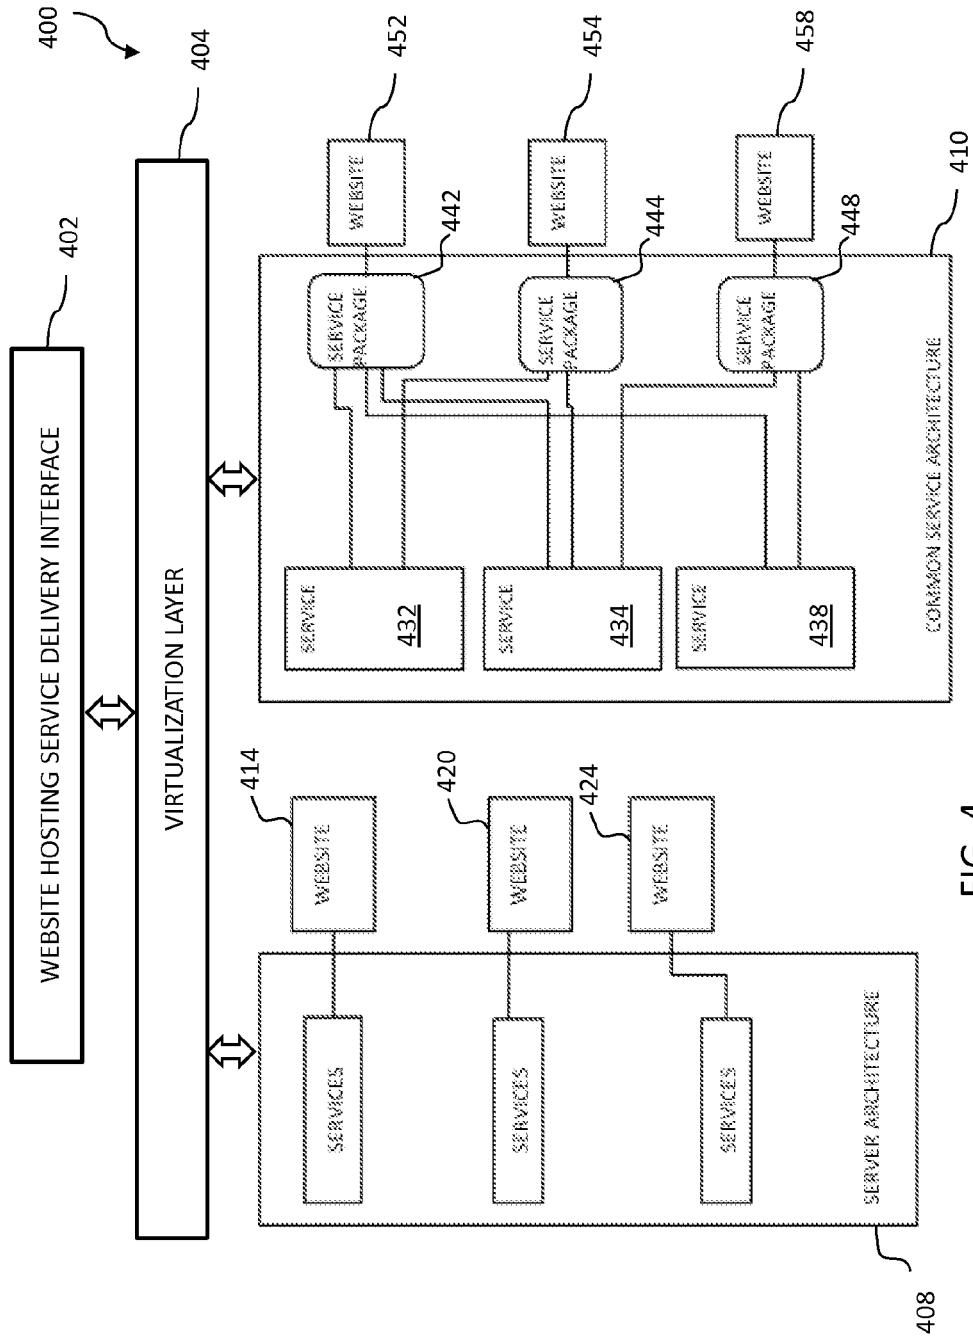 400
402
WEBSITE HOSTING SERVICE DELIVERY INTERFACE
404
VIRTUALIZATION LAYER
414
WEBSITE
SERVICES
420
WEBSITE
SERVICES
424
WEBSITE
SERVICES
SERVER ARCHITECTURE
408
452
WEBSITE
442
SERVICE
PACKAGE
SERVICE
432
454
WEBSITE
444
SERVICE
PACKAGE
SERVICE
434
458
WEBSITE
448
SERVICE
PACKAGE
SERVICE
438
COMMON SERVICE ARCHITECTURE
410